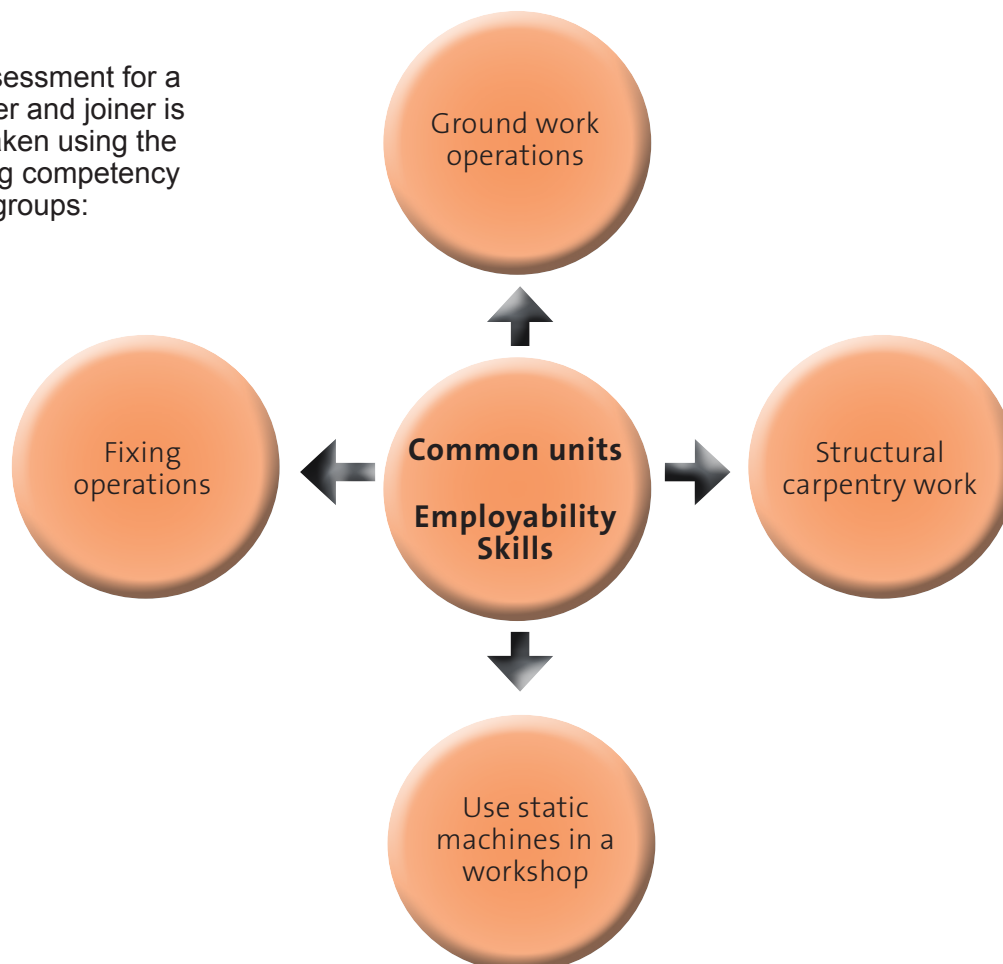 sessment for a
er and joiner is
aken using the
g competency
groups:
Ground work
operations
Fixing
operations
Common units
Employability
Skills
Structural
carpentry work
Use static
machines in a
workshop